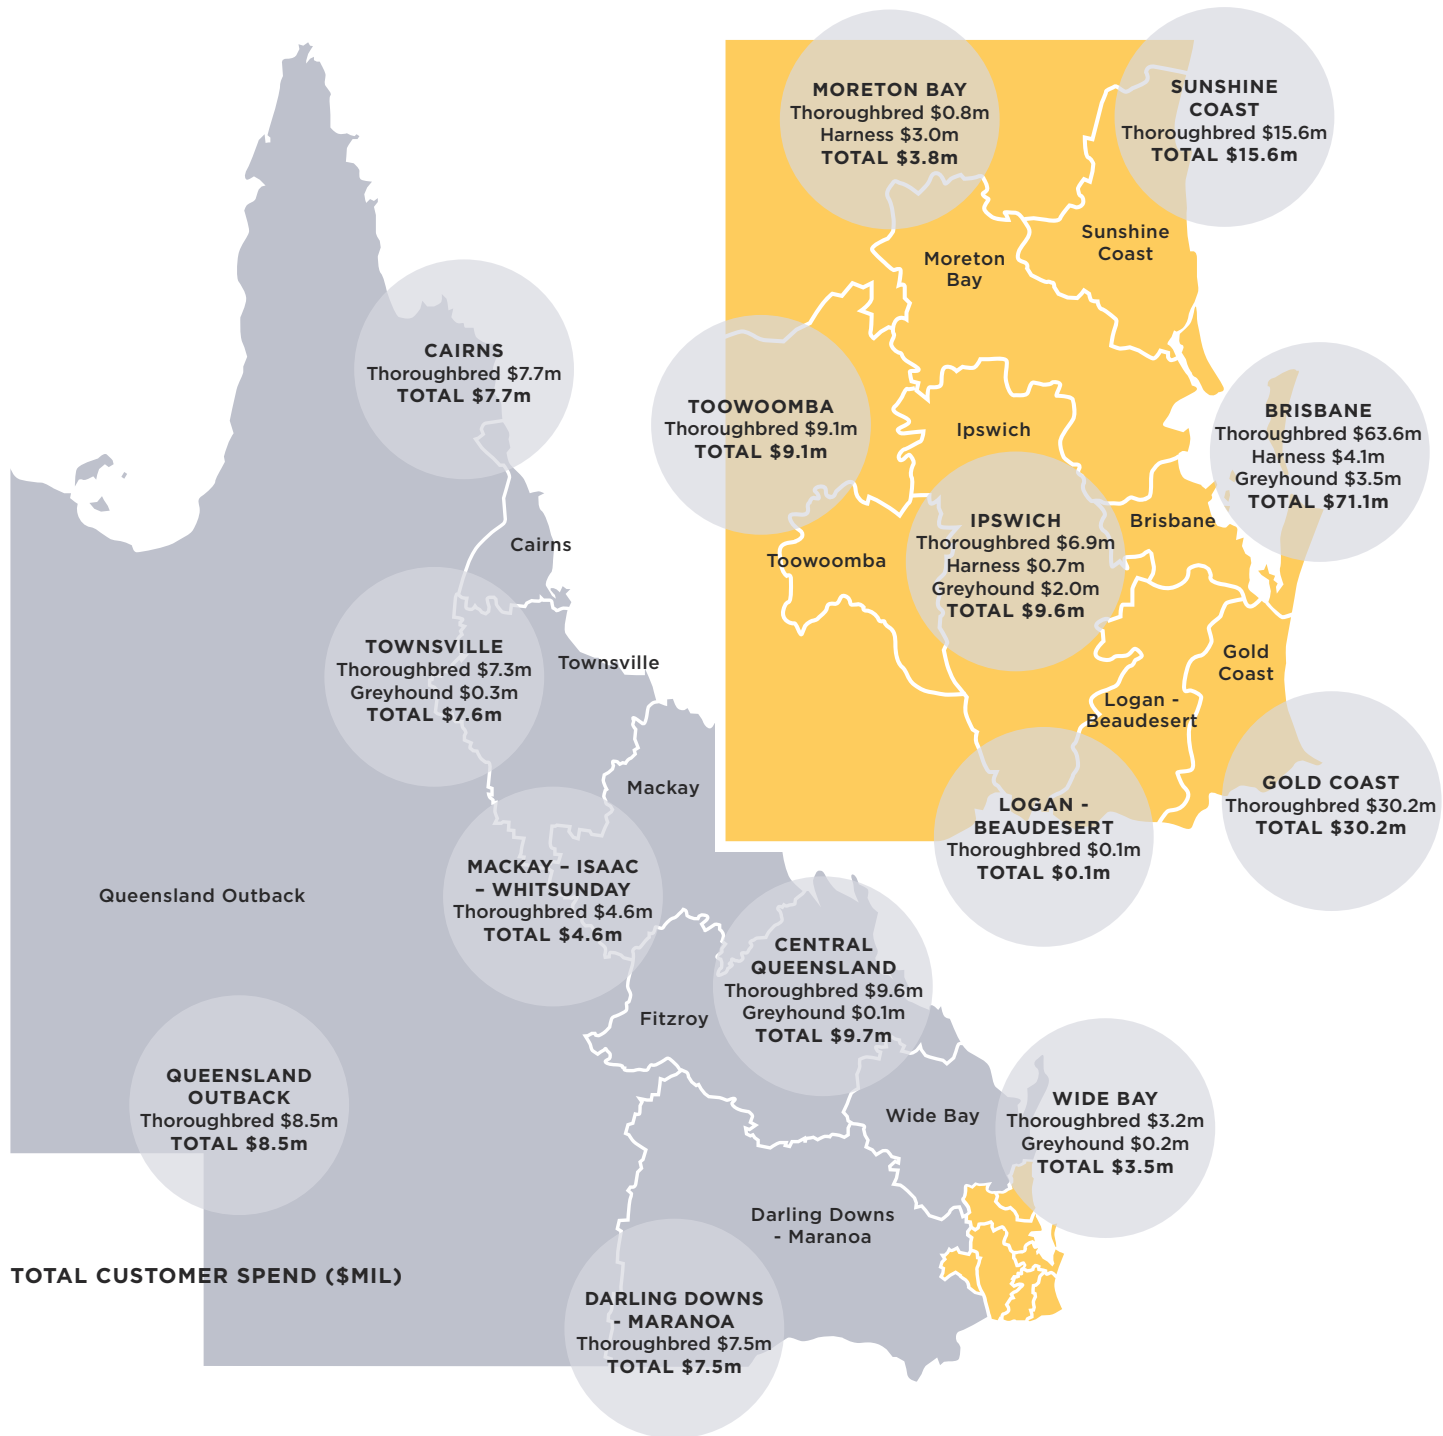 MORETON BAY
Thoroughbred $0.8m
Harness $3.0m
TOTAL $3.8m
SUNSHINE
COAST
Thoroughbred $15.6m
TOTAL $15.6m
Sunshine
Coast
Moreton
Bay
CAIRNS
Thoroughbred $7.7m
TOTAL $7.7m
TOOWOOMBA
Thoroughbred $9.1m
TOTAL $9.1m
Ipswich
BRISBANE
Thoroughbred $63.6m
Harness $4.1m
Greyhound $3.5m
TOTAL $71.1m
IPSWICH
Thoroughbred $6.9m
Harness $0.7m
Greyhound $2.0m
TOTAL $9.6m
Brisbane
Cairns
Toowoomba
TOWNSVILLE
Thoroughbred $7.3m
Greyhound $0.3m
TOTAL $7.6m
Townsville
Gold
Coast
Logan -
Beaudesert
Mackay
GOLD COAST
Thoroughbred $30.2m
TOTAL $30.2m
LOGAN -
BEAUDESERT
Thoroughbred $0.1m
TOTAL $0.1m
Queensland Outback
MACKAY – ISAAC
– WHITSUNDAY
Thoroughbred $4.6m
TOTAL $4.6m
CENTRAL
QUEENSLAND
Thoroughbred $9.6m
Greyhound $0.1m
TOTAL $9.7m
Fitzroy
QUEENSLAND
OUTBACK
Thoroughbred $8.5m
TOTAL $8.5m
Wide Bay
WIDE BAY
Thoroughbred $3.2m
Greyhound $0.2m
TOTAL $3.5m
Darling Downs
- Maranoa
TOTAL CUSTOMER SPEND ($MIL)
DARLING DOWNS
- MARANOA
Thoroughbred $7.5m
TOTAL $7.5m